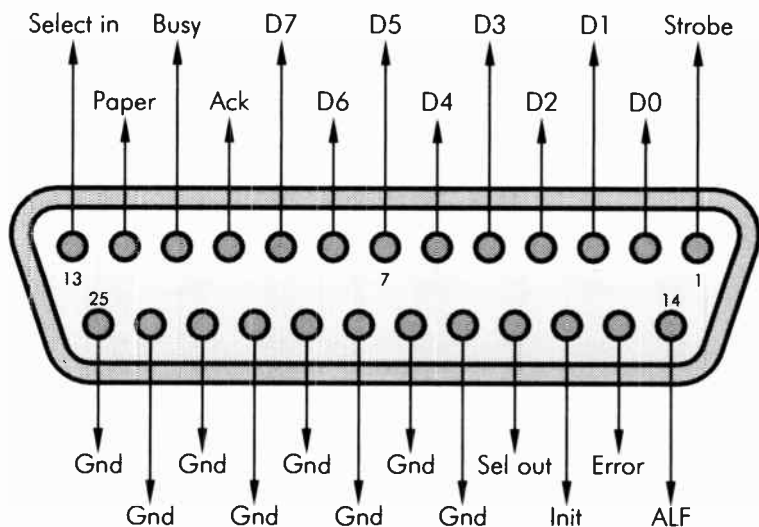 Select in Busy D7 D5 D3 D1 Strobe
Paper Ack D6 D4 D2 D0
13 7 1
25 14
Gnd Gnd Gnd Gnd Sel out Error
Gnd Gnd Gnd Gnd Init ALF